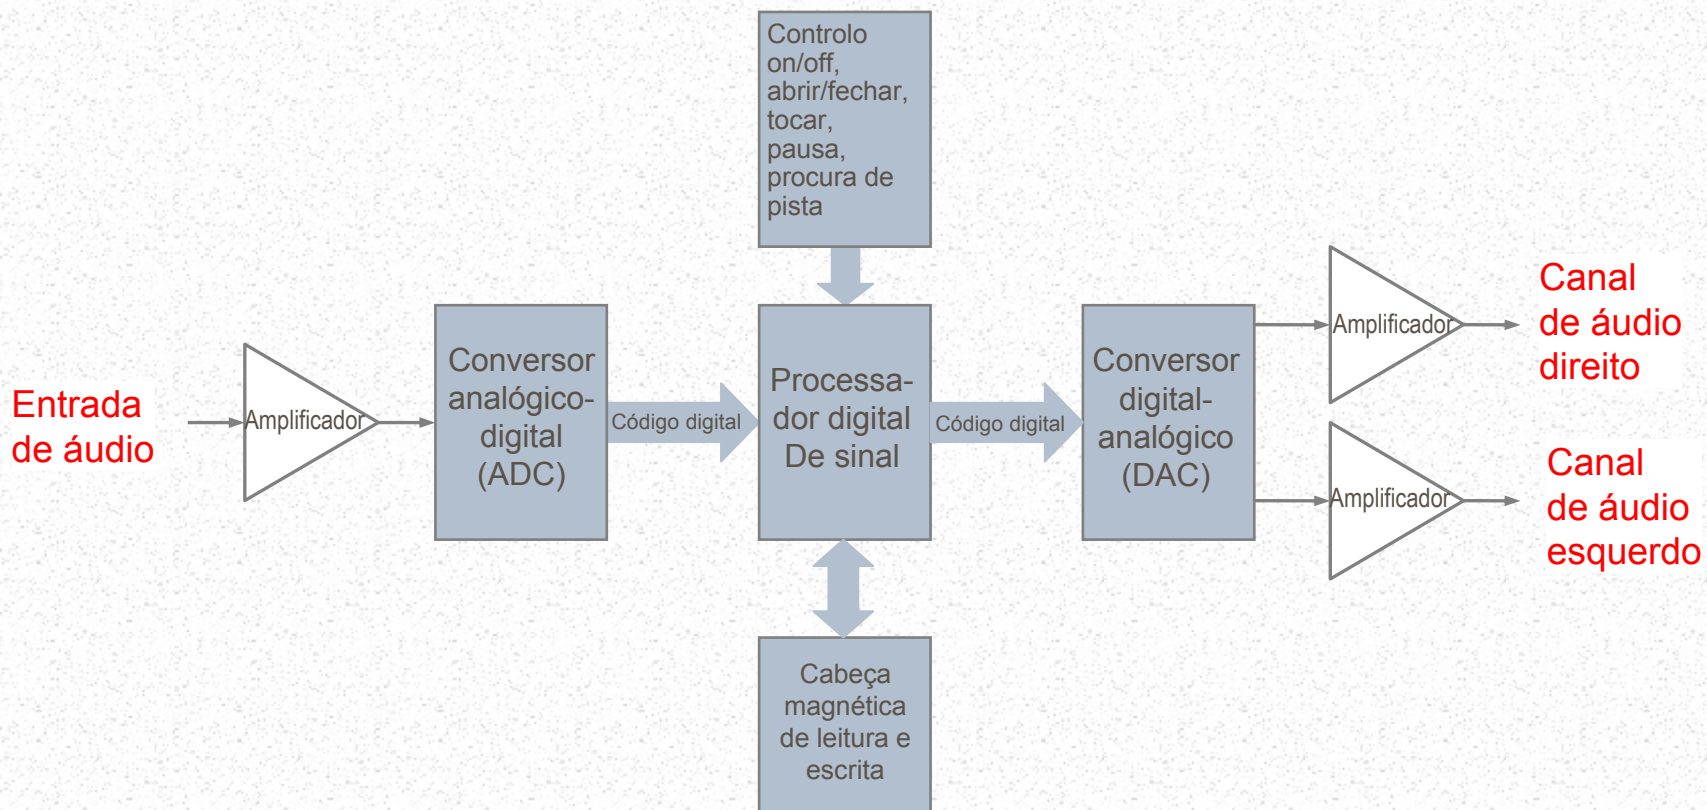 Controlo
on/off,
abrir/fechar,
tocar,
pausa,
procura de
pista
Entrada
de áudio
Amplificador
Conversor
analógico-
digital
(ADC)
Código digital
Processa-
dor digital
De sinal
Código digital
Conversor
digital-
analógico
(DAC)
Amplificador
Canal
de áudio
direito
Amplificador
Canal
de áudio
esquerdo
Cabeça
magnética
de leitura e
escrita